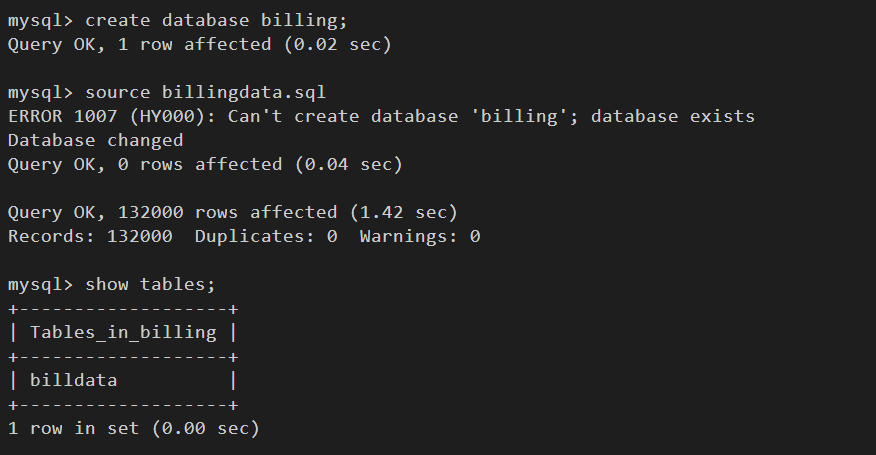 mysql> create database billing;
Query OK, 1 row affected (0.02 sec)
mysql> source billingdata.sql
ERROR 1007 (HY000): Can't create database 'billing'; database exists
Database changed
Query OK, 0 rows affected (0.04 sec)
Query OK, 132000 rows affected (1.42 sec)
Records: 132000  Duplicates: 0  Warnings: 0
mysql> show tables;
+-------------------+
| Tables_in_billing |
+-------------------+
| billdata          |
+-------------------+
1 row in set (0.00 sec)